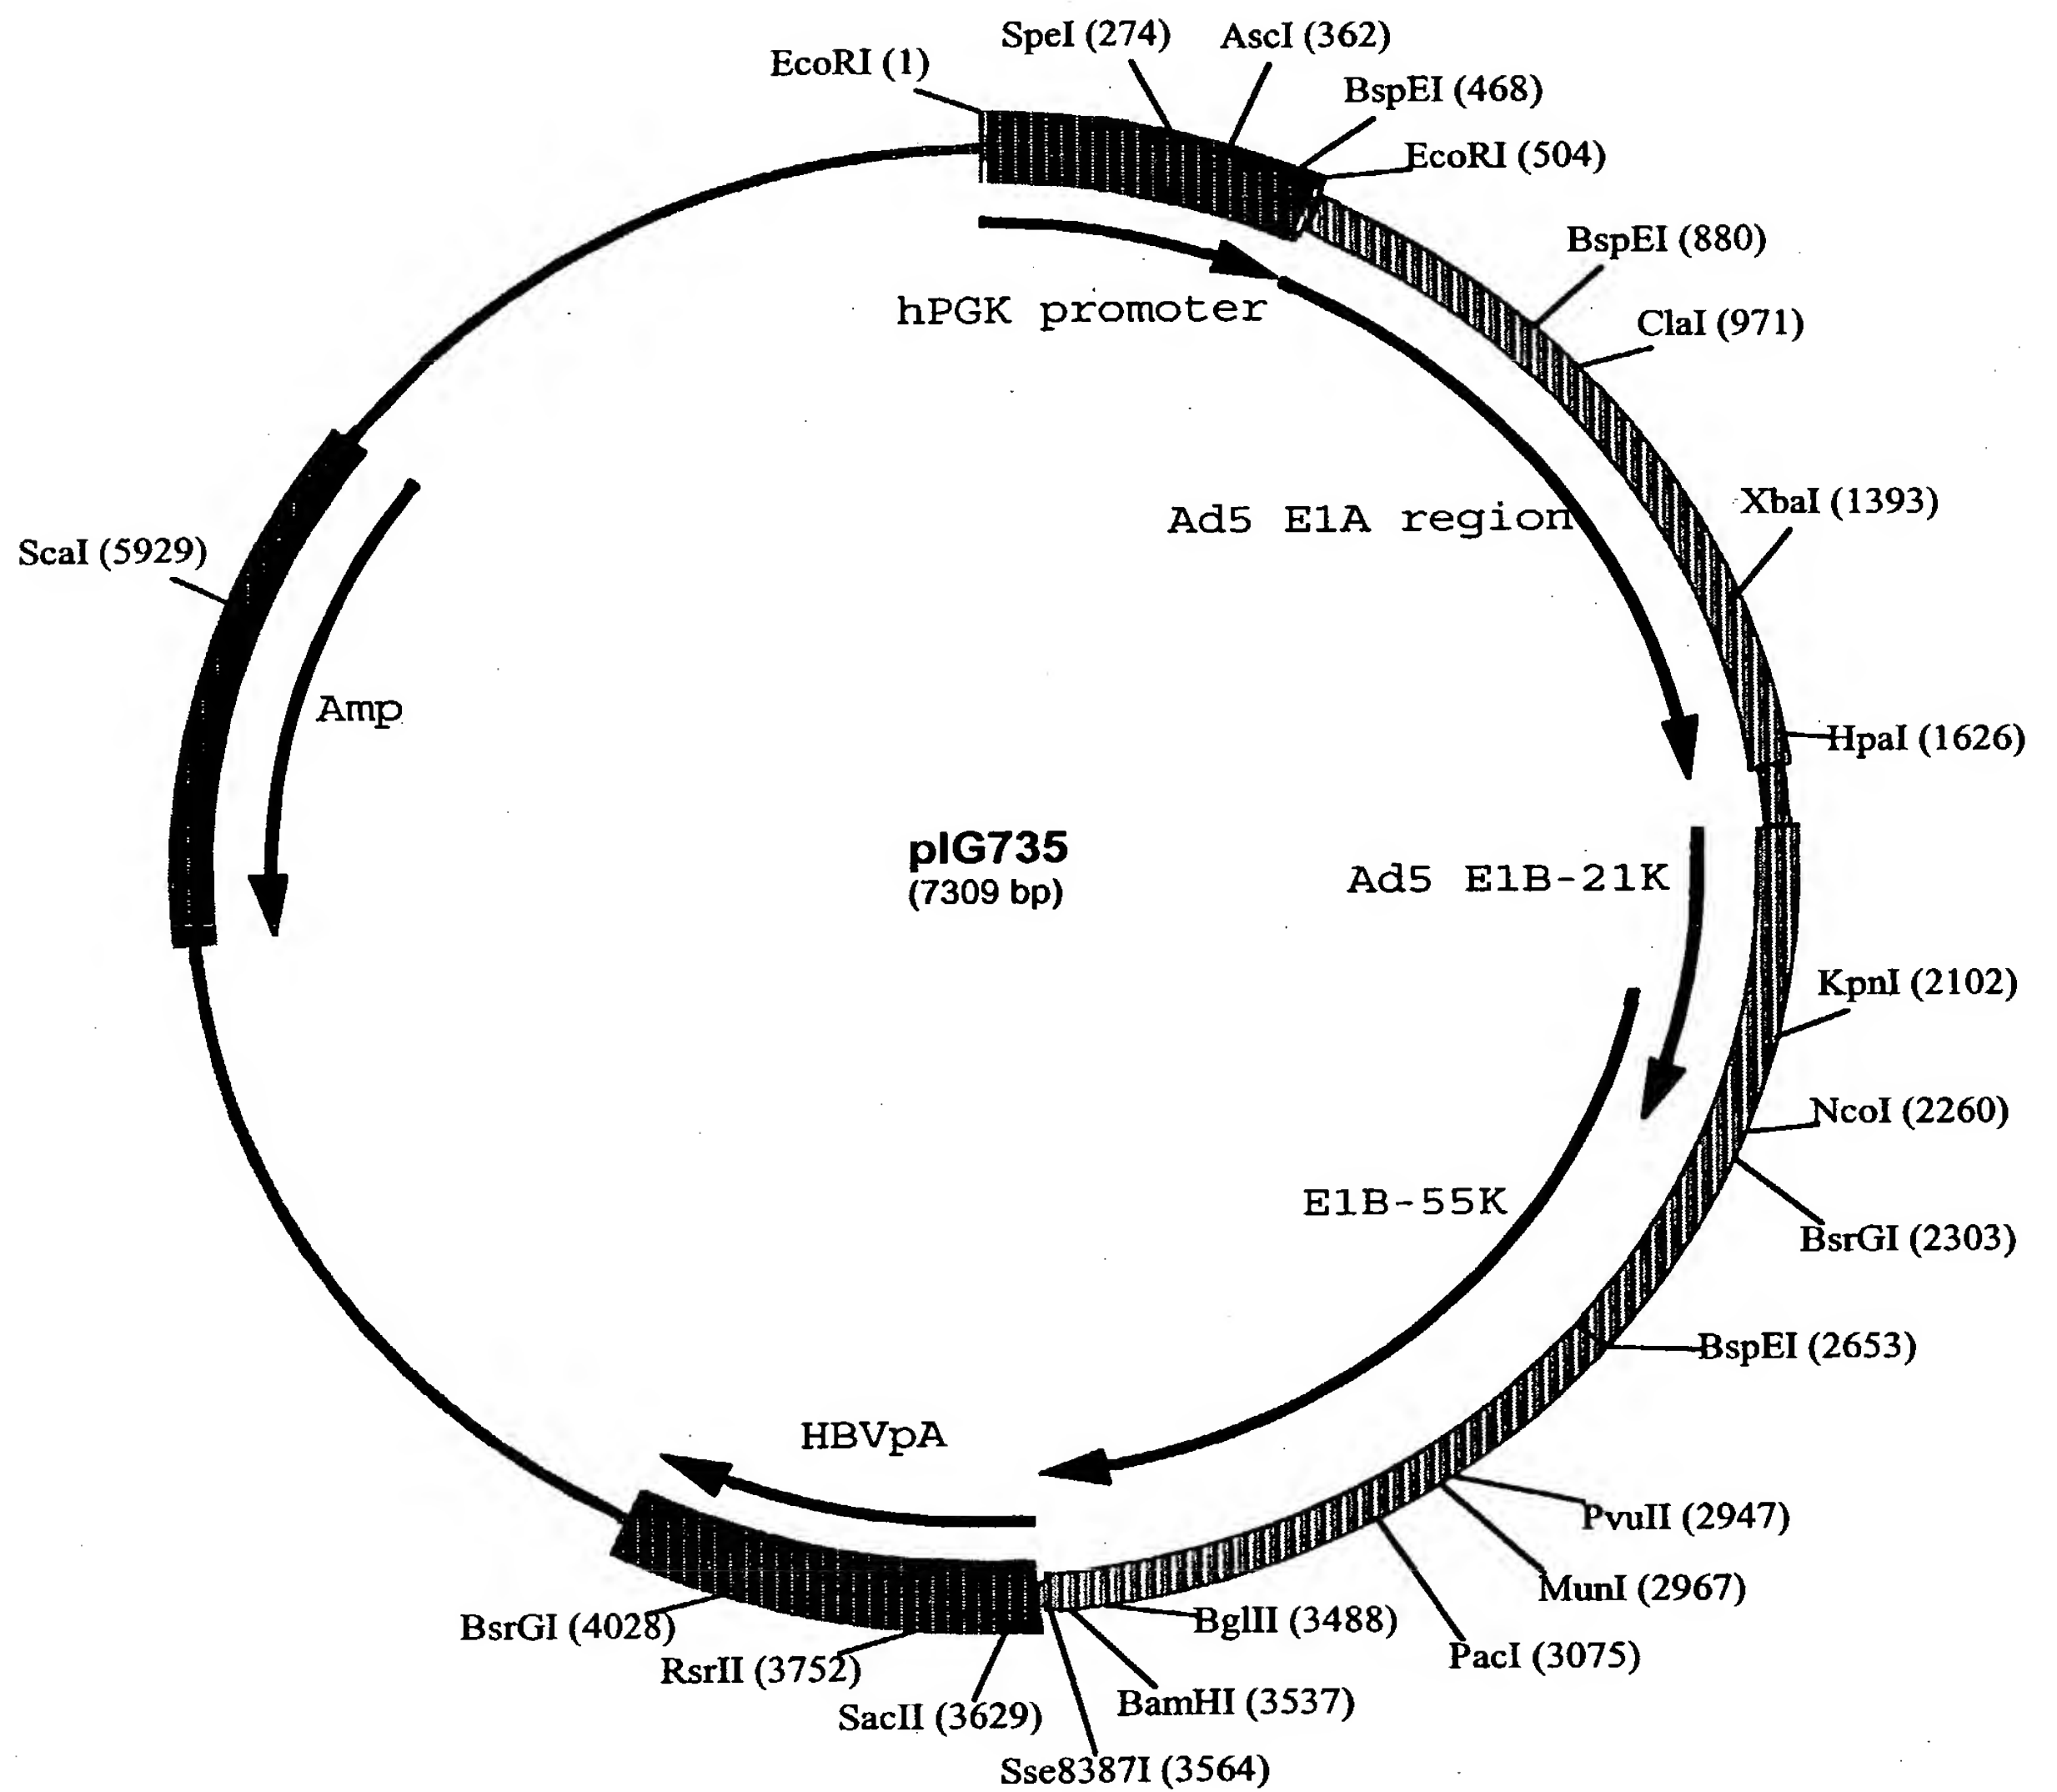 SpeI (274)
AscI (362)
EcoRI (1)
BspEI (468)
EcoRI (504)
BspEI (880)
hPGK promoter
ClaI (971)
XbaI (1393)
Ad5 E1A region
ScaI (5929)
Amp
HpaI (1626)
pIG735
(7309 bp)
Ad5 E1B-21K
KpnI (2102)
NcoI (2260)
E1B-55K
BsrGI (2303)
BspEI (2653)
HBVpA
PvuII (2947)
MunI (2967)
BglII (3488)
BsrGI (4028)
PacI (3075)
RsrII (3752)
BamHI (3537)
SacII (3629)
Sse8387I (3564)